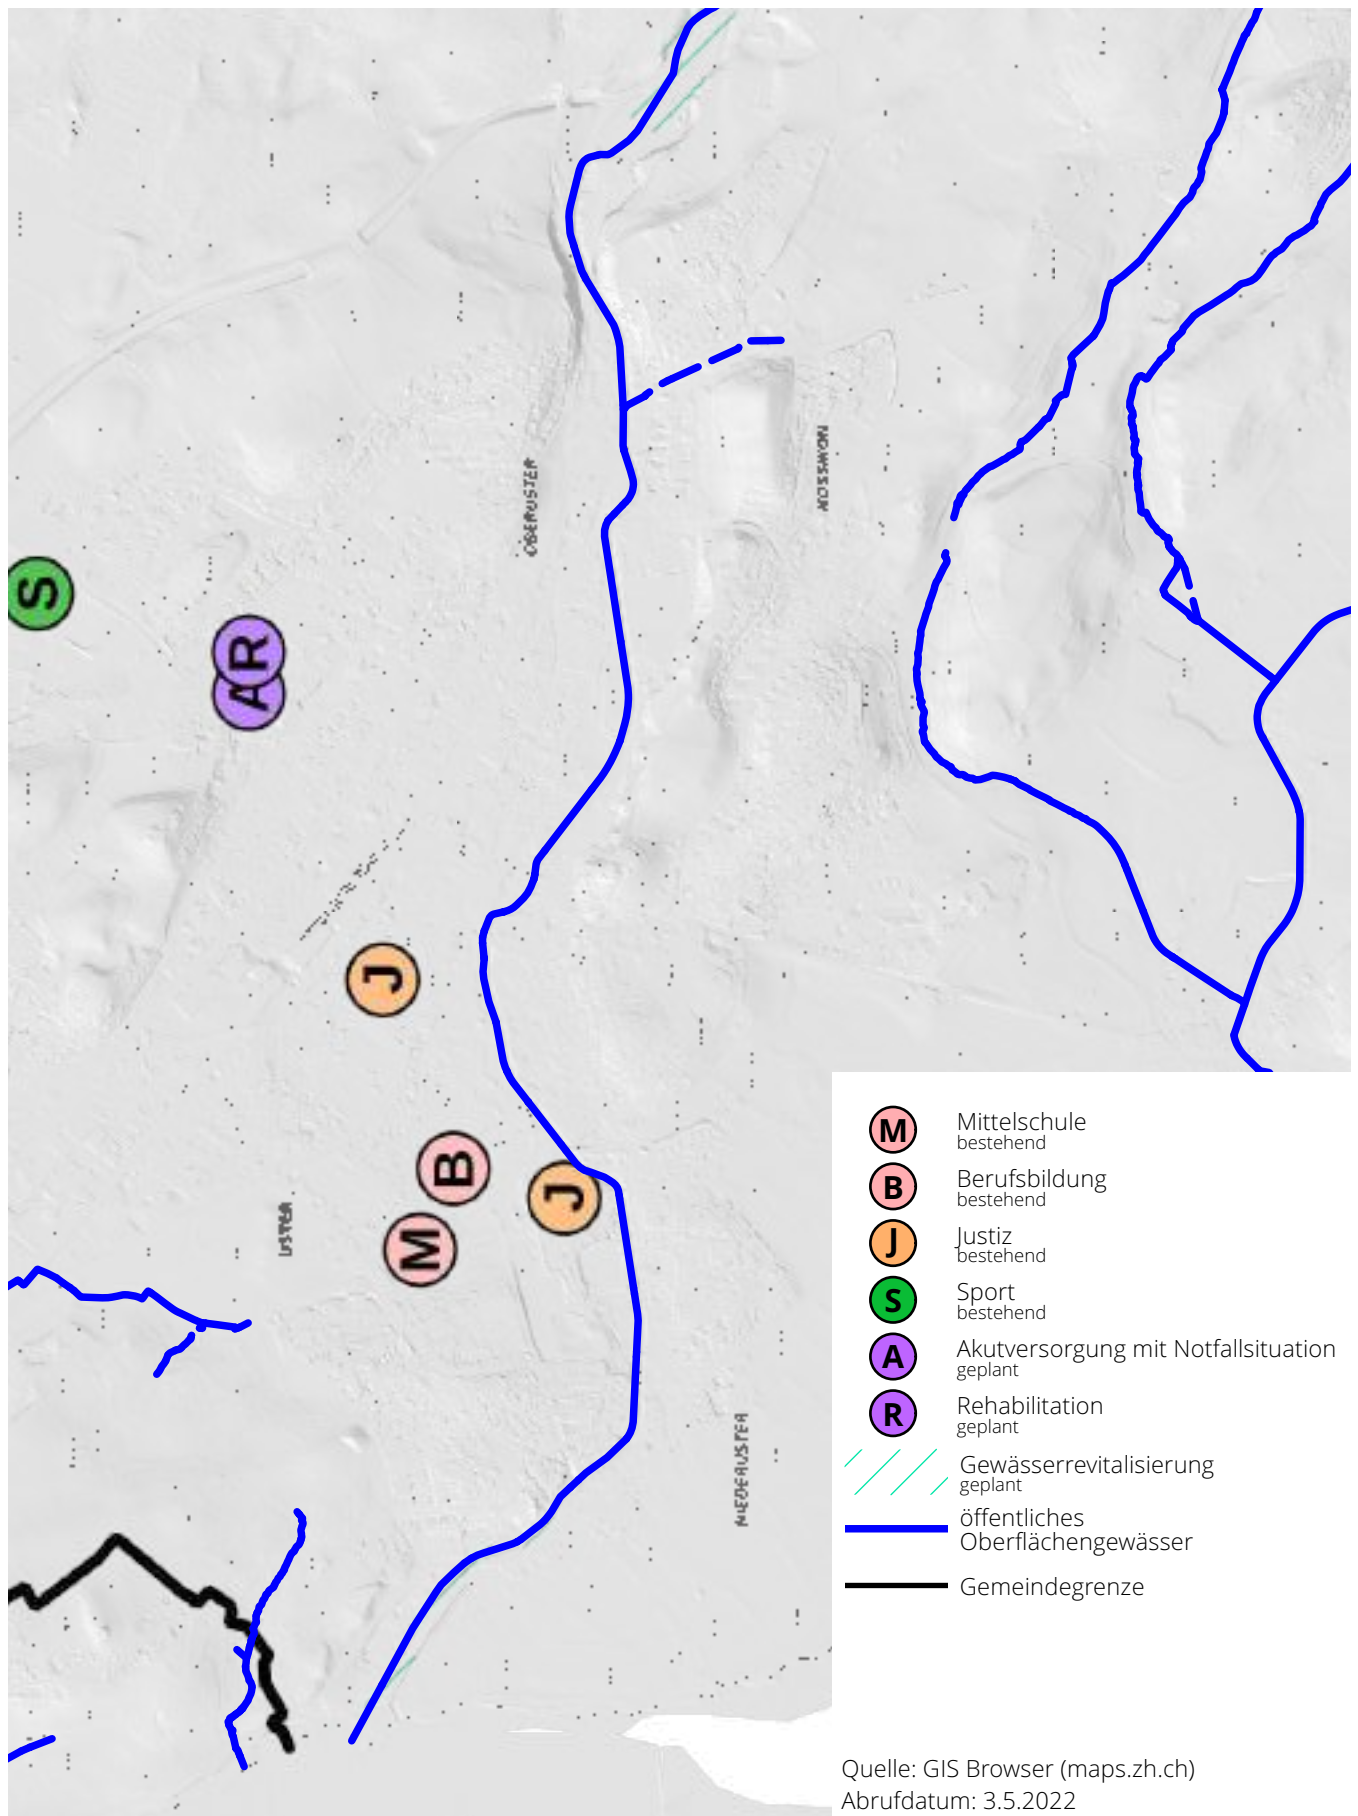 OBERUSTER
NOSSWON
S
R
A
J
B
J
M
USTER
NIEDERUSTER
M Mittelschule
bestehend
B Berufsbildung
bestehend
J Justiz
bestehend
S Sport
bestehend
A Akutversorgung mit Notfallsituation
geplant
R Rehabilitation
geplant
Gewässerrevitalisierung
geplant
öffentliches
Oberflächengewässer
Gemeindegrenze
Quelle: GIS Browser (maps.zh.ch)
Abrufdatum: 3.5.2022